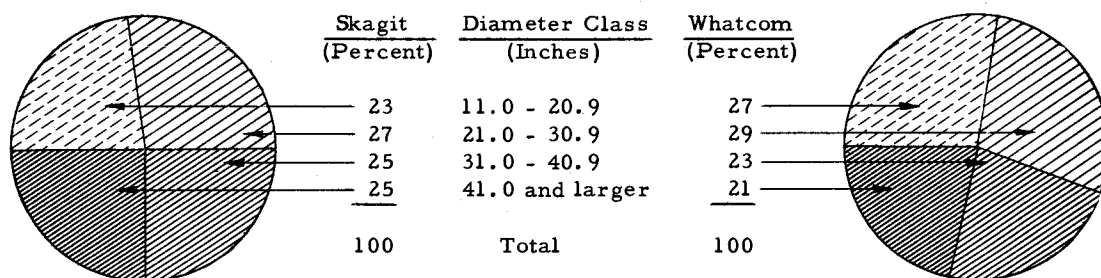 Skagit Diameter Class Whatcom
(Percent) (Inches) (Percent)
23 11.0 - 20.9 27
27 21.0 - 30.9 29
25 31.0 - 40.9 23
25 41.0 and larger 21
100 Total 100